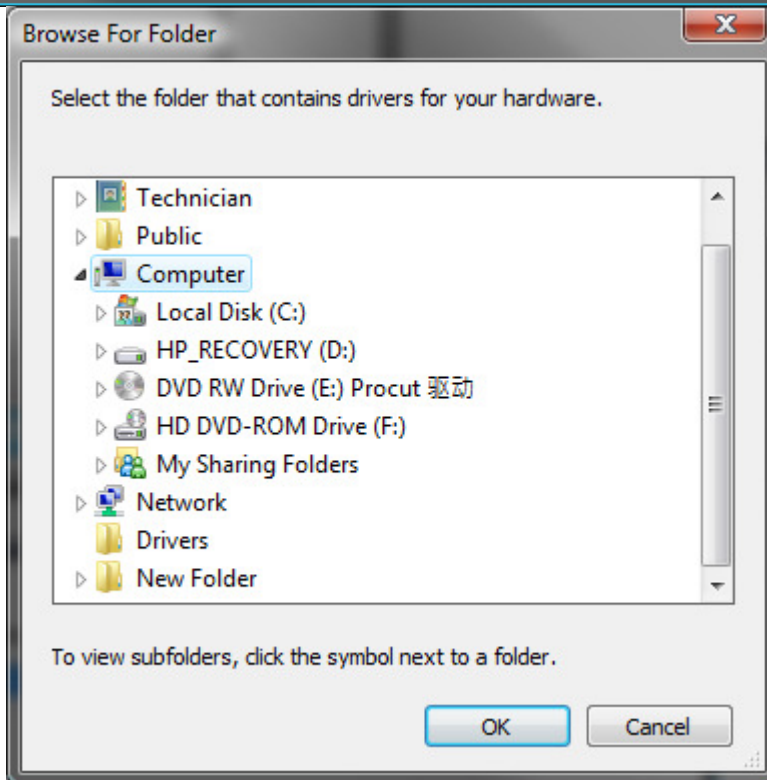 Browse For Folder
Select the folder that contains drivers for your hardware.
Technician
Public
Computer
Local Disk (C:)
HP_RECOVERY (D:)
DVD RW Drive (E:) Procut 驱动
HD DVD-ROM Drive (F:)
My Sharing Folders
Network
Drivers
New Folder
To view subfolders, click the symbol next to a folder.
OK Cancel